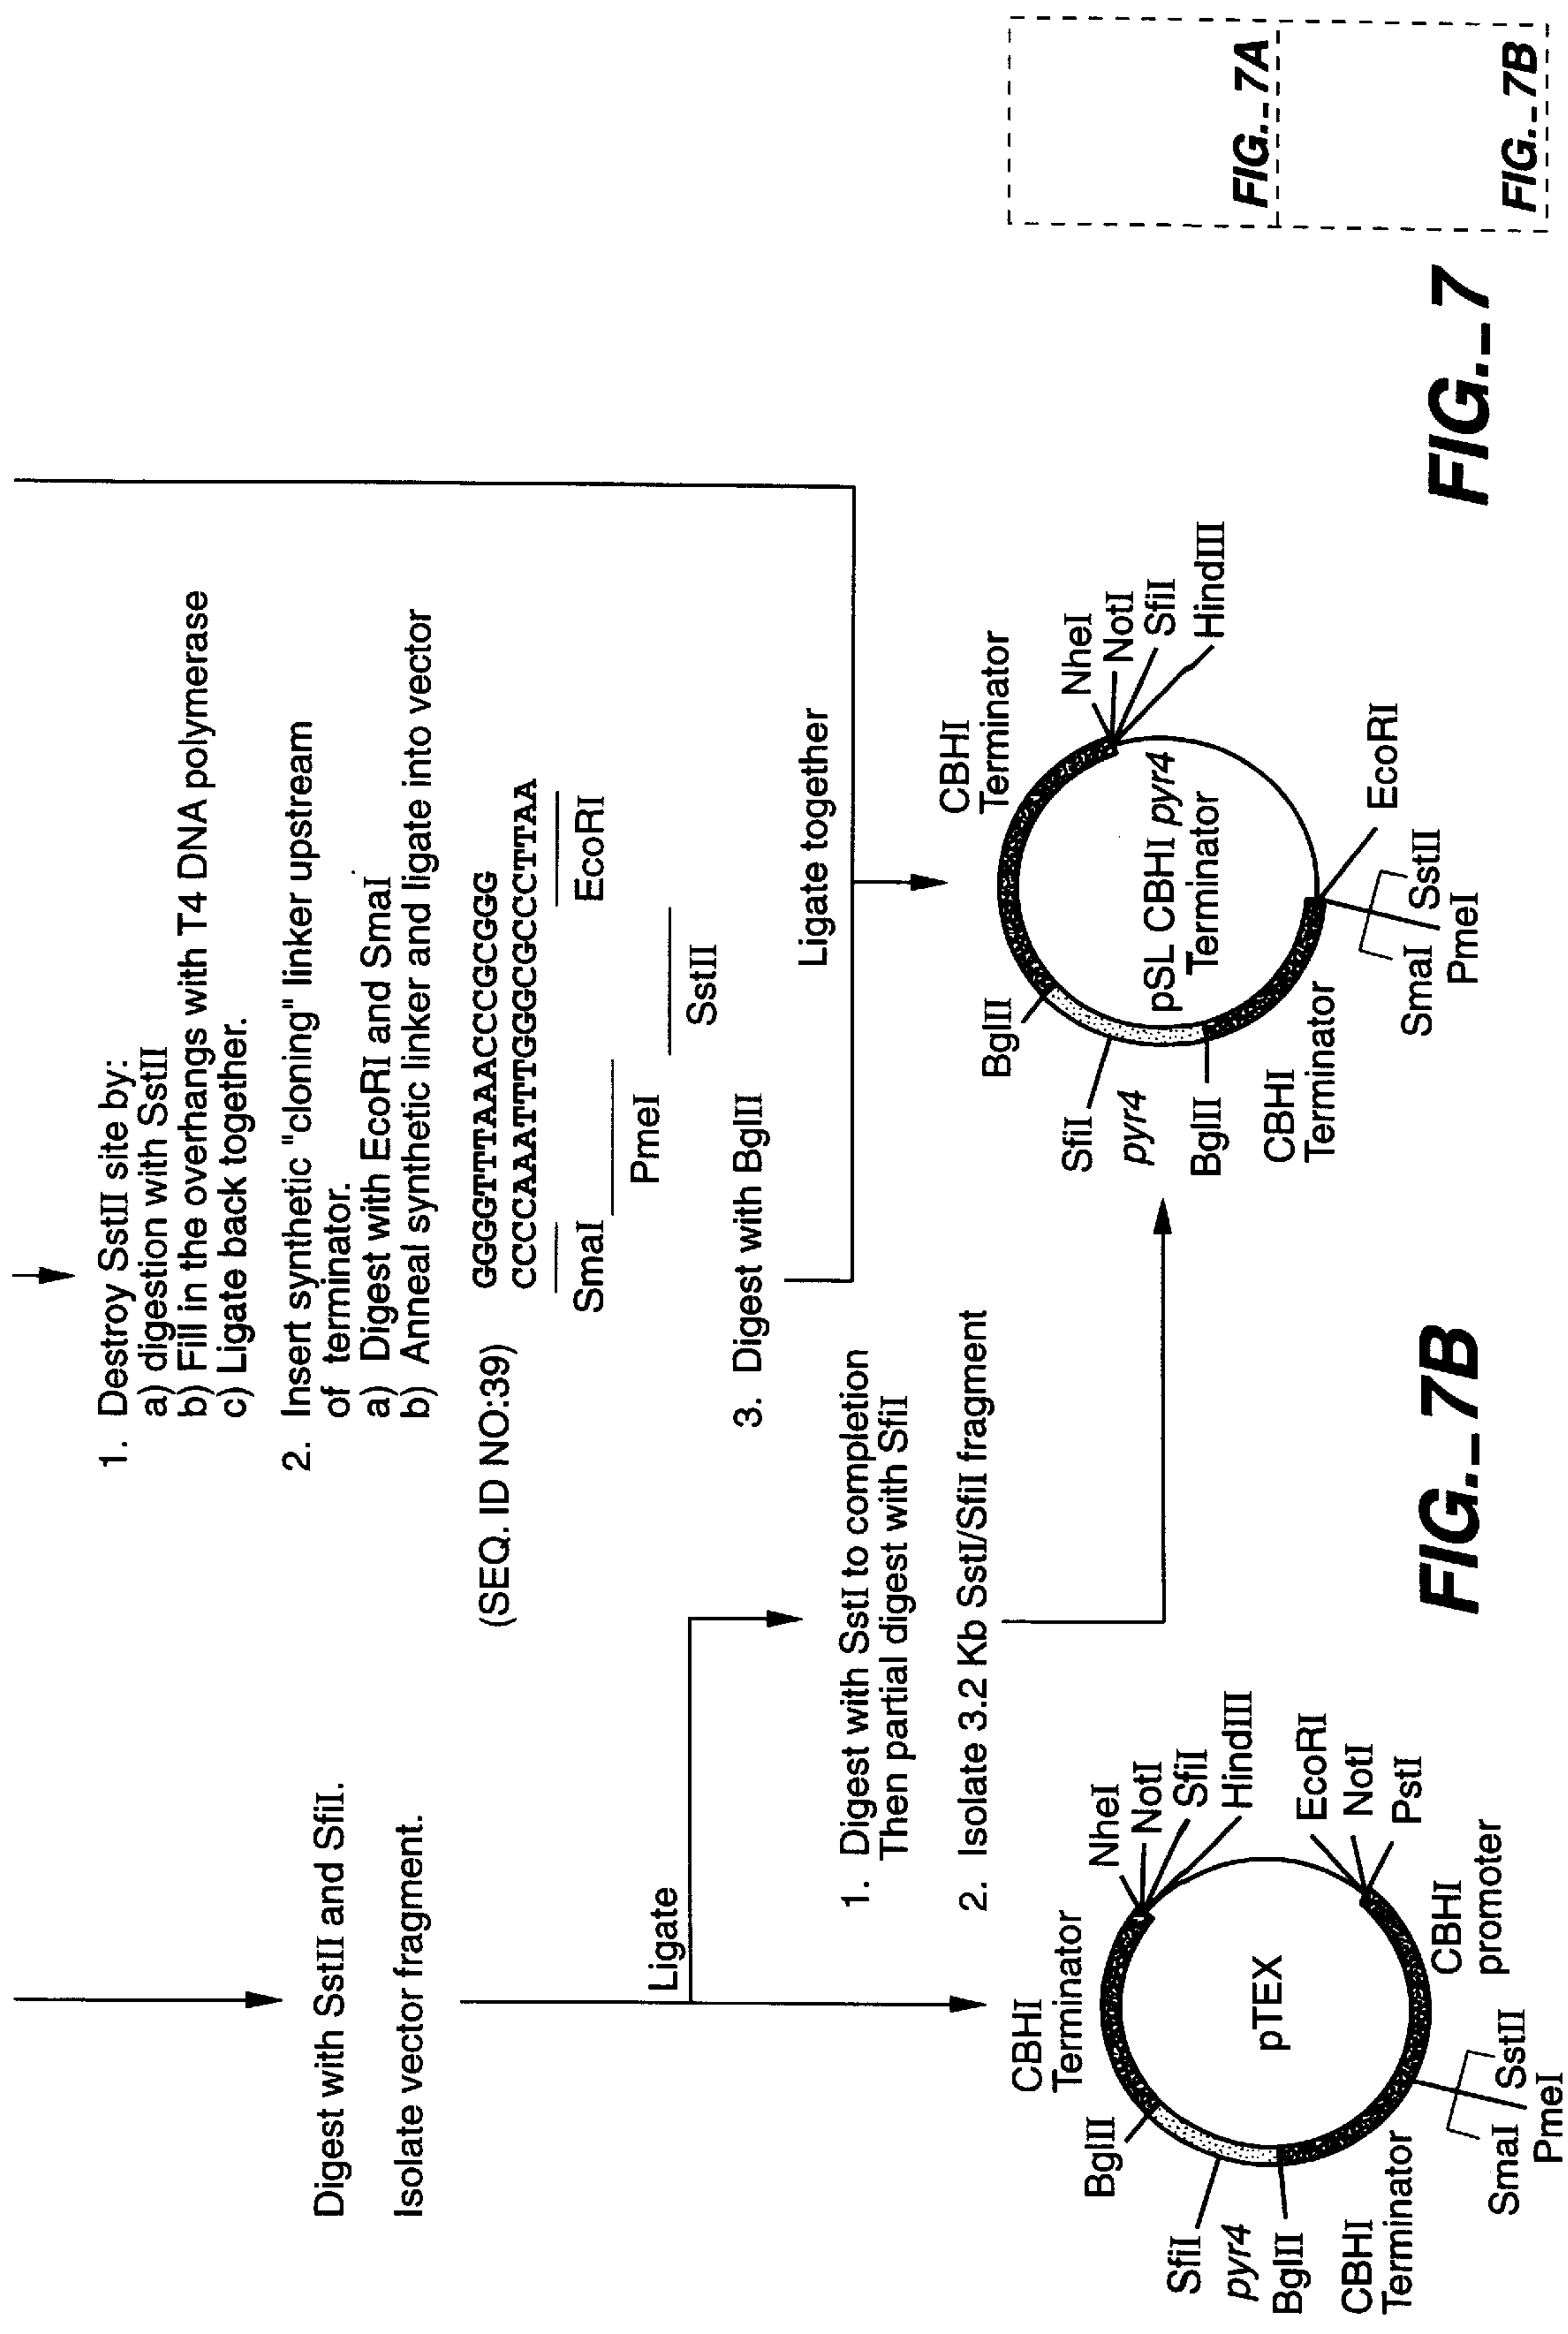 Digest with SstII and SfiI.
Isolate vector fragment.
Ligate
1. Destroy SstII site by:
a) digestion with SstII
b) Fill in the overhangs with T4 DNA polymerase
c) Ligate back together.
2. Insert synthetic "cloning" linker upstream
of terminator.
a) Digest with EcoRI and SmaI
b) Anneal synthetic linker and ligate into vector
(SEQ. ID NO:39)
GGGGTTTAAACCCGCGGG
CCCCAAATTTGGGCGCCCTTAA
SmaI
EcoRI
PmeI
SstII
3. Digest with BglII
Ligate together
1. Digest with SstI to completion
Then partial digest with SfiI
2. Isolate 3.2 Kb SstI/SfiI fragment
CBHI
Terminator
NheI
NotI
SfiI
HindIII
EcoRI
NotI
PstI
CBHI
promoter
SstII
PmeI
SmaI
CBHI
Terminator
BglII
pyr4
SfiI
BglII
pTEX
CBHI
Terminator
NheI
NotI
SfiI
HindIII
EcoRI
SstII
PmeI
SmaI
CBHI
Terminator
BglII
pyr4
SfiI
BglII
pSL CBHI pyr4
Terminator
FIG._7B
FIG._7
FIG._7A
FIG._7B